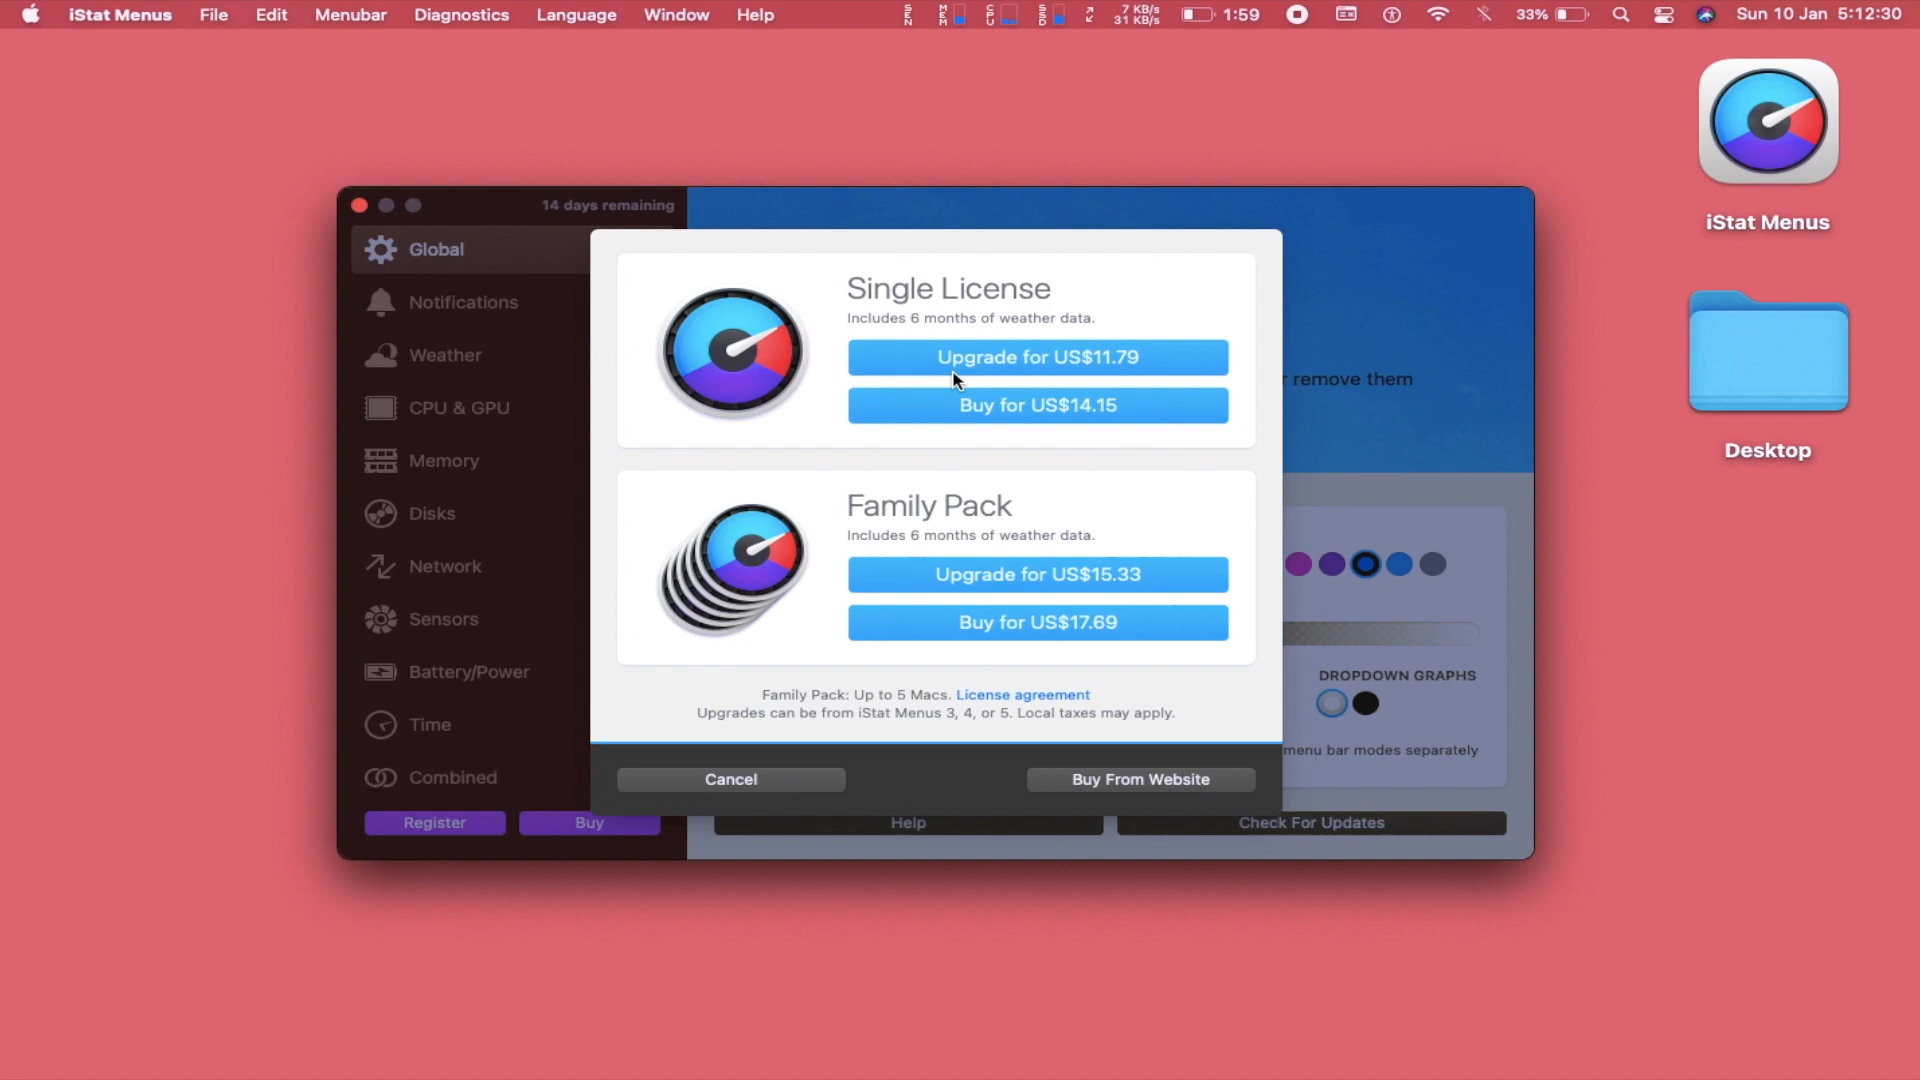 iStat Menus File Edit Menubar Diagnostics Language Window Help SEN MEM CPU SSD 7 KB/s 31 KB/s 1:59 33% Sun 10 Jan 5:12:30
iStat Menus
Desktop
14 days remaining
Global
Notifications
Weather
CPU & GPU
Memory
Disks
Network
Sensors
Battery/Power
Time
Combined
Register Buy
Single License
Includes 6 months of weather data.
Upgrade for US$11.79
Buy for US$14.15
Family Pack
Includes 6 months of weather data.
Upgrade for US$15.33
Buy for US$17.69
Family Pack: Up to 5 Macs. License agreement
Upgrades can be from iStat Menus 3, 4, or 5. Local taxes may apply.
Cancel Buy From Website
r remove them
DROPDOWN GRAPHS
menu bar modes separately
Help Check For Updates